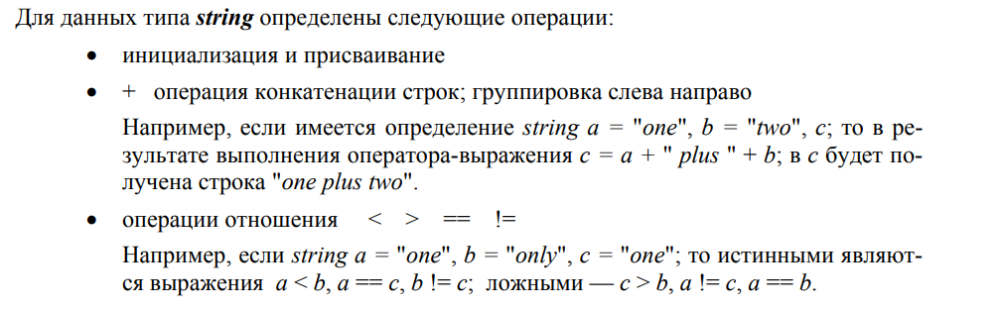 Для данных типа string определены следующие операции:
• инициализация и присваивание
• + операция конкатенации строк; группировка слева направо
Например, если имеется определение string a = "one", b = "two", c; то в ре-
зультате выполнения оператора-выражения c = a + " plus " + b; в c будет по-
лучена строка "one plus two".
• операции отношения < > == !=
Например, если string a = "one", b = "only", c = "one"; то истинными являют-
ся выражения a < b, a == c, b != c; ложными — c > b, a != c, a == b.